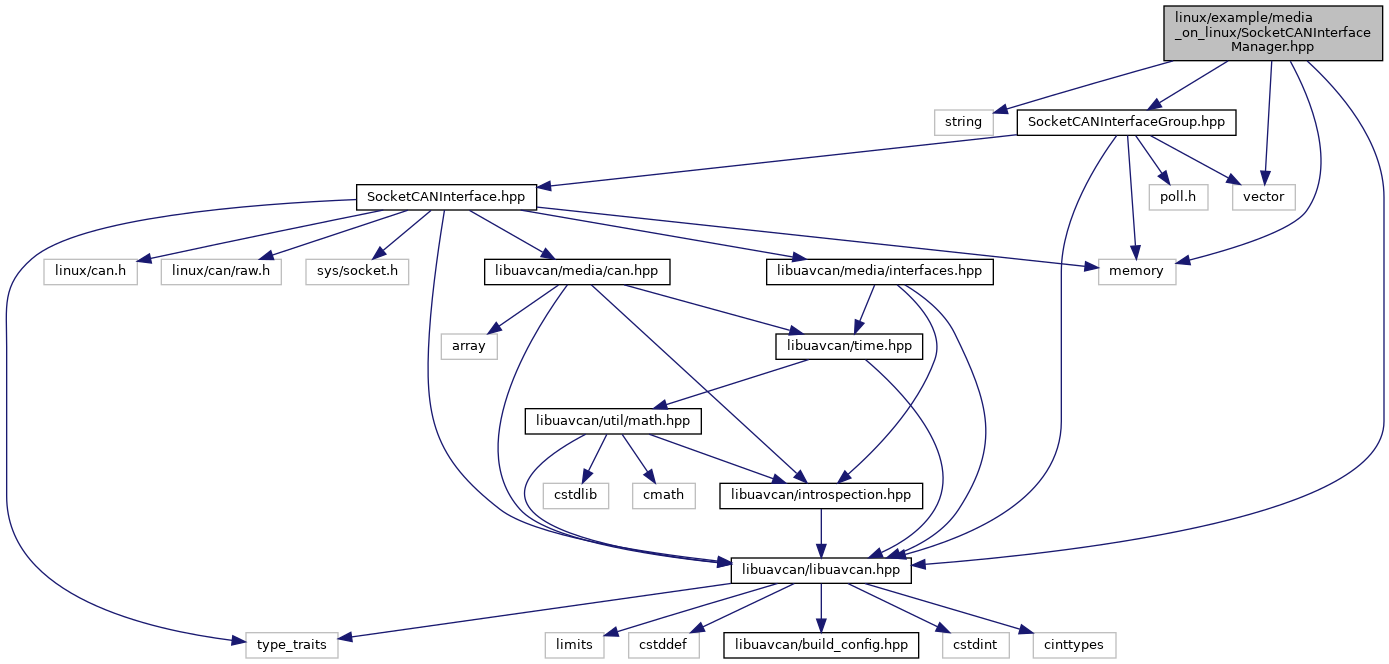 linux/example/media
_on_linux/SocketCANInterface
Manager.hpp
string
SocketCANInterfaceGroup.hpp
SocketCANInterface.hpp
poll.h
vector
linux/can.h
linux/can/raw.h
sys/socket.h
libuavcan/media/can.hpp
libuavcan/media/interfaces.hpp
memory
array
libuavcan/time.hpp
libuavcan/util/math.hpp
cstdlib
cmath
libuavcan/introspection.hpp
libuavcan/libuavcan.hpp
type_traits
limits
cstddef
libuavcan/build_config.hpp
cstdint
cinttypes